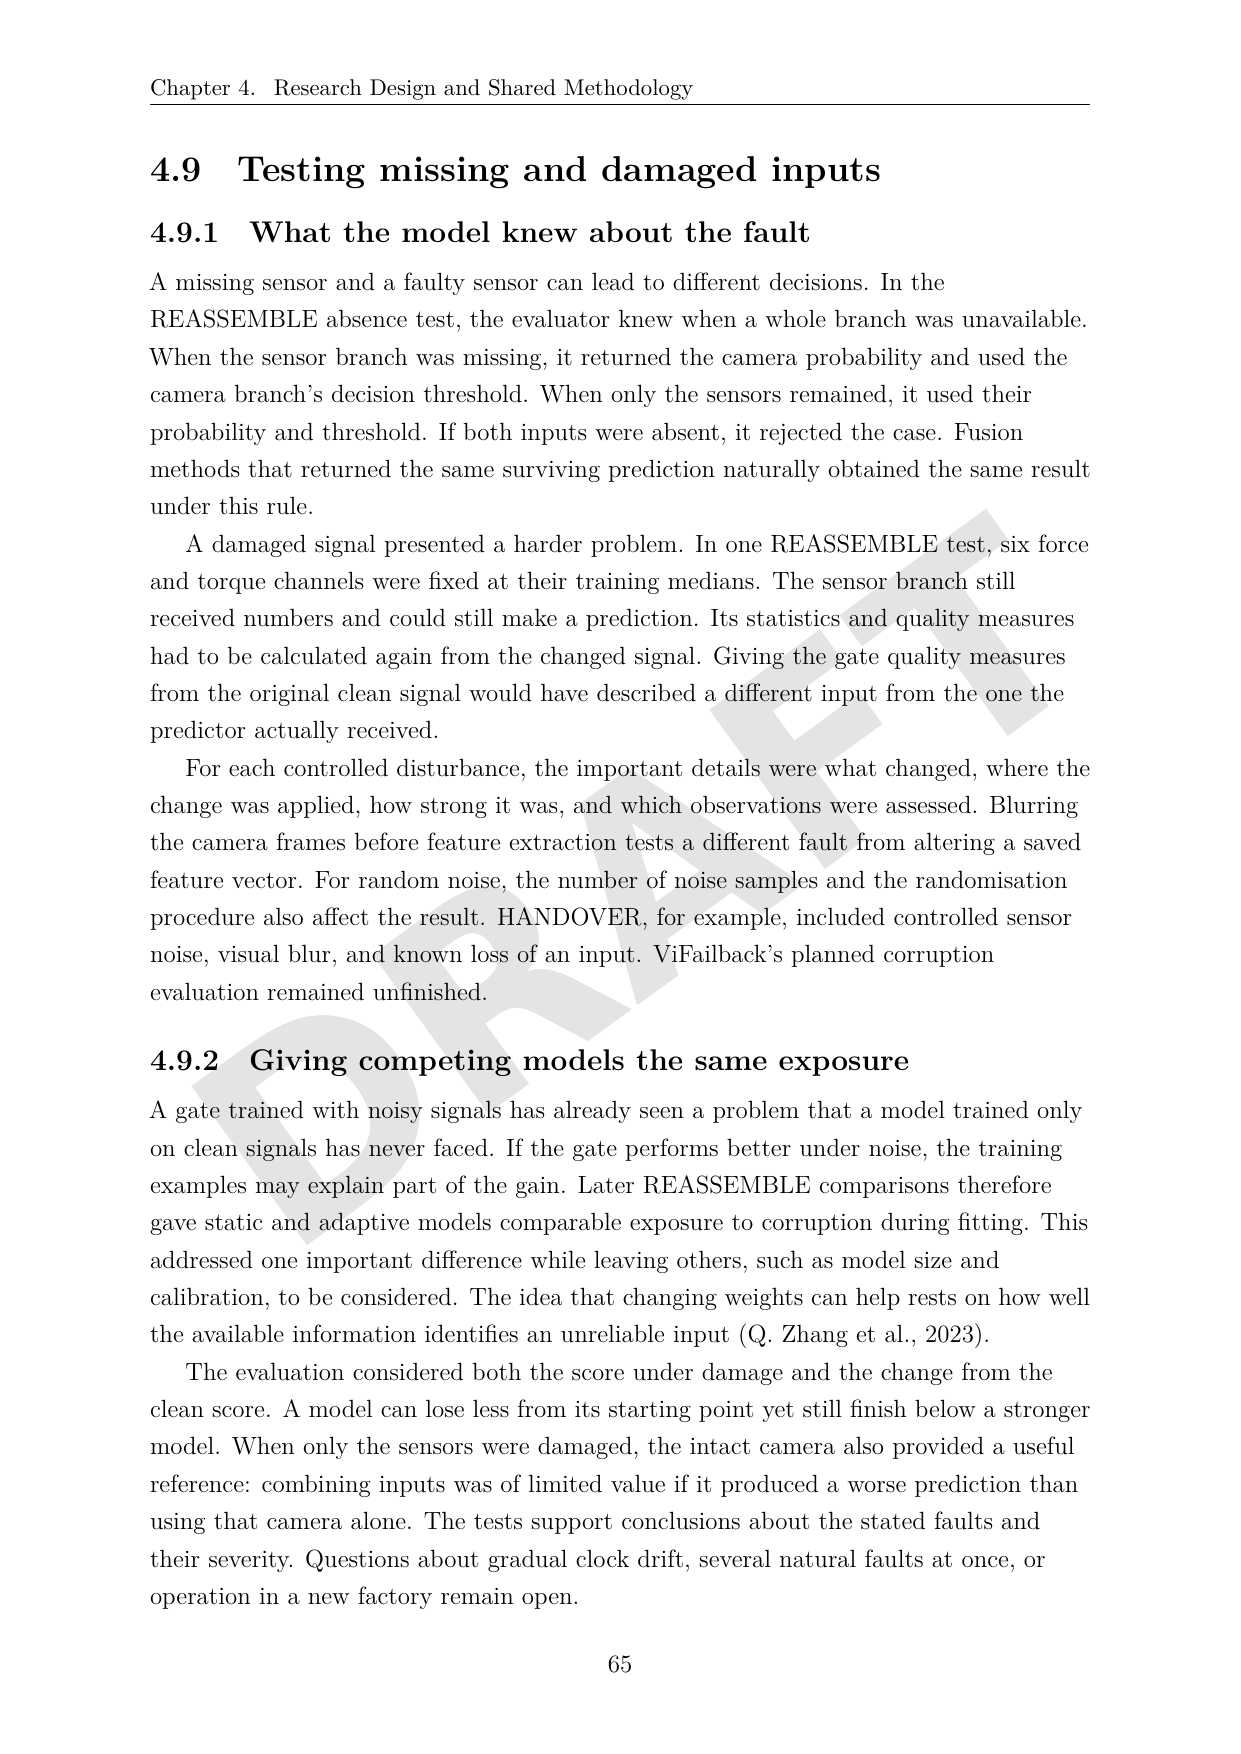 Chapter 4. Research Design and Shared Methodology
4.9 Testing missing and damaged inputs
4.9.1 What the model knew about the fault
A missing sensor and a faulty sensor can lead to different decisions. In the
REASSEMBLE absence test, the evaluator knew when a whole branch was unavailable.
When the sensor branch was missing, it returned the camera probability and used the
camera branch's decision threshold. When only the sensors remained, it used their
probability and threshold. If both inputs were absent, it rejected the case. Fusion
methods that returned the same surviving prediction naturally obtained the same result
under this rule.
A damaged signal presented a harder problem. In one REASSEMBLE test, six force
and torque channels were fixed at their training medians. The sensor branch still
received numbers and could still make a prediction. Its statistics and quality measures
had to be calculated again from the changed signal. Giving the gate quality measures
from the original clean signal would have described a different input from the one the
predictor actually received.
For each controlled disturbance, the important details were what changed, where the
change was applied, how strong it was, and which observations were assessed. Blurring
the camera frames before feature extraction tests a different fault from altering a saved
feature vector. For random noise, the number of noise samples and the randomisation
procedure also affect the result. HANDOVER, for example, included controlled sensor
noise, visual blur, and known loss of an input. ViFailback's planned corruption
evaluation remained unfinished.
4.9.2 Giving competing models the same exposure
A gate trained with noisy signals has already seen a problem that a model trained only
on clean signals has never faced. If the gate performs better under noise, the training
examples may explain part of the gain. Later REASSEMBLE comparisons therefore
gave static and adaptive models comparable exposure to corruption during fitting. This
addressed one important difference while leaving others, such as model size and
calibration, to be considered. The idea that changing weights can help rests on how well
the available information identifies an unreliable input (Q. Zhang et al., 2023).
The evaluation considered both the score under damage and the change from the
clean score. A model can lose less from its starting point yet still finish below a stronger
model. When only the sensors were damaged, the intact camera also provided a useful
reference: combining inputs was of limited value if it produced a worse prediction than
using that camera alone. The tests support conclusions about the stated faults and
their severity. Questions about gradual clock drift, several natural faults at once, or
operation in a new factory remain open.
65
DRAFT